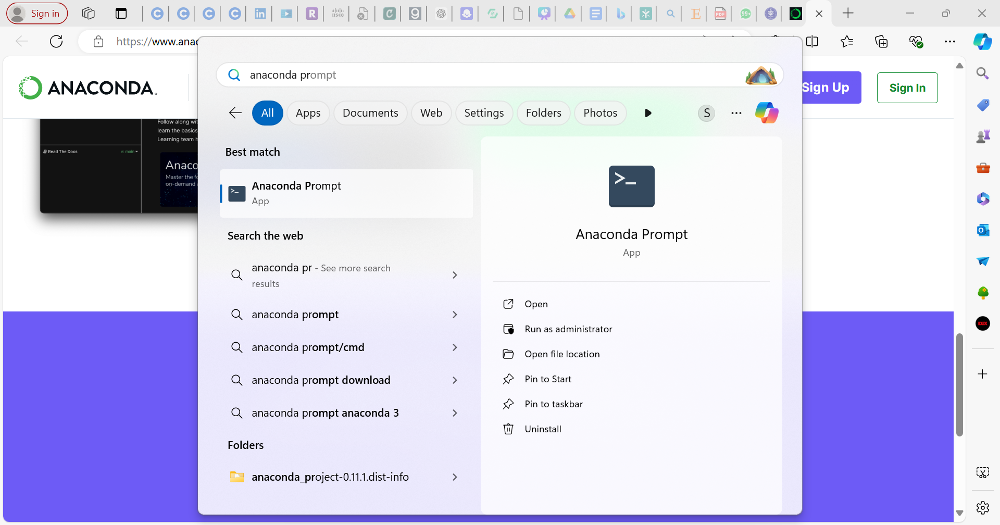 Sign in
https://www.anac
anaconda prompt
ANACONDA.
Sign Up
Sign In
All
Apps
Documents
Web
Settings
Folders
Photos
S
Follow along wit
learn the basics
Learning team h
Read The Docs
v: main
Anaco
Master the fo
on-demand a
Best match
Anaconda Prompt
App
Search the web
anaconda pr - See more search
results
anaconda prompt
anaconda prompt/cmd
anaconda prompt download
anaconda prompt anaconda 3
Folders
anaconda_project-0.11.1.dist-info
Anaconda Prompt
App
Open
Run as administrator
Open file location
Pin to Start
Pin to taskbar
Uninstall